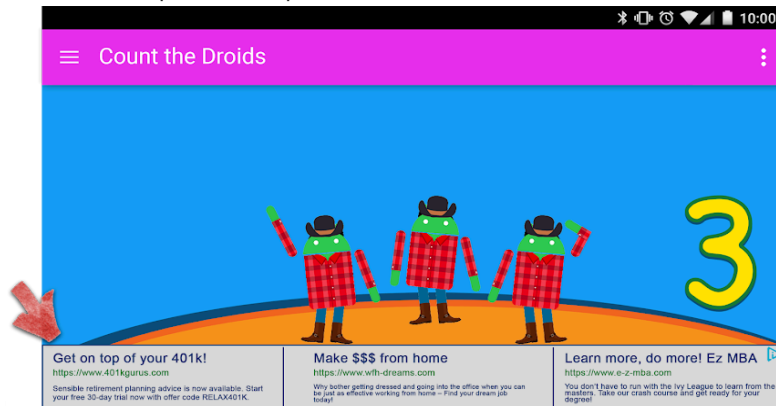 10:00
Count the Droids
3
Get on top of your 401k!
https://www.401kgurus.com
Sensible retirement planning advice is now available. Start
your free 30-day trial now with offer code RELAX401K.
Make $$$ from home
https://www.wfh-dreams.com
Why bother getting dressed and going into the office when you can
be just as effective working from home – Find your dream job
today!
Learn more, do more! Ez MBA
https://www.e-z-mba.com
You don't have to run with the Ivy League to learn from the
masters. Take our crash course and get ready for your
degree!